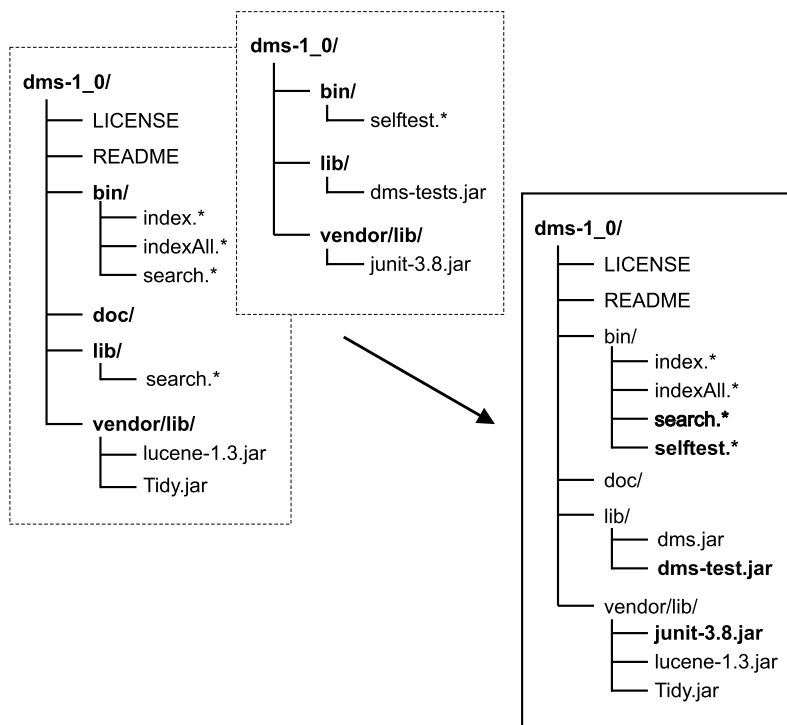 dms-1_0/
LICENSE
README
bin/
index.*
indexAll.*
search.*
doc/
lib/
search.*
vendor/lib/
lucene-1.3.jar
Tidy.jar
dms-1_0/
bin/
selftest.*
lib/
dms-tests.jar
vendor/lib/
junit-3.8.jar
dms-1_0/
LICENSE
README
bin/
index.*
indexAll.*
search.*
selftest.*
doc/
lib/
dms.jar
dms-test.jar
vendor/lib/
junit-3.8.jar
lucene-1.3.jar
Tidy.jar